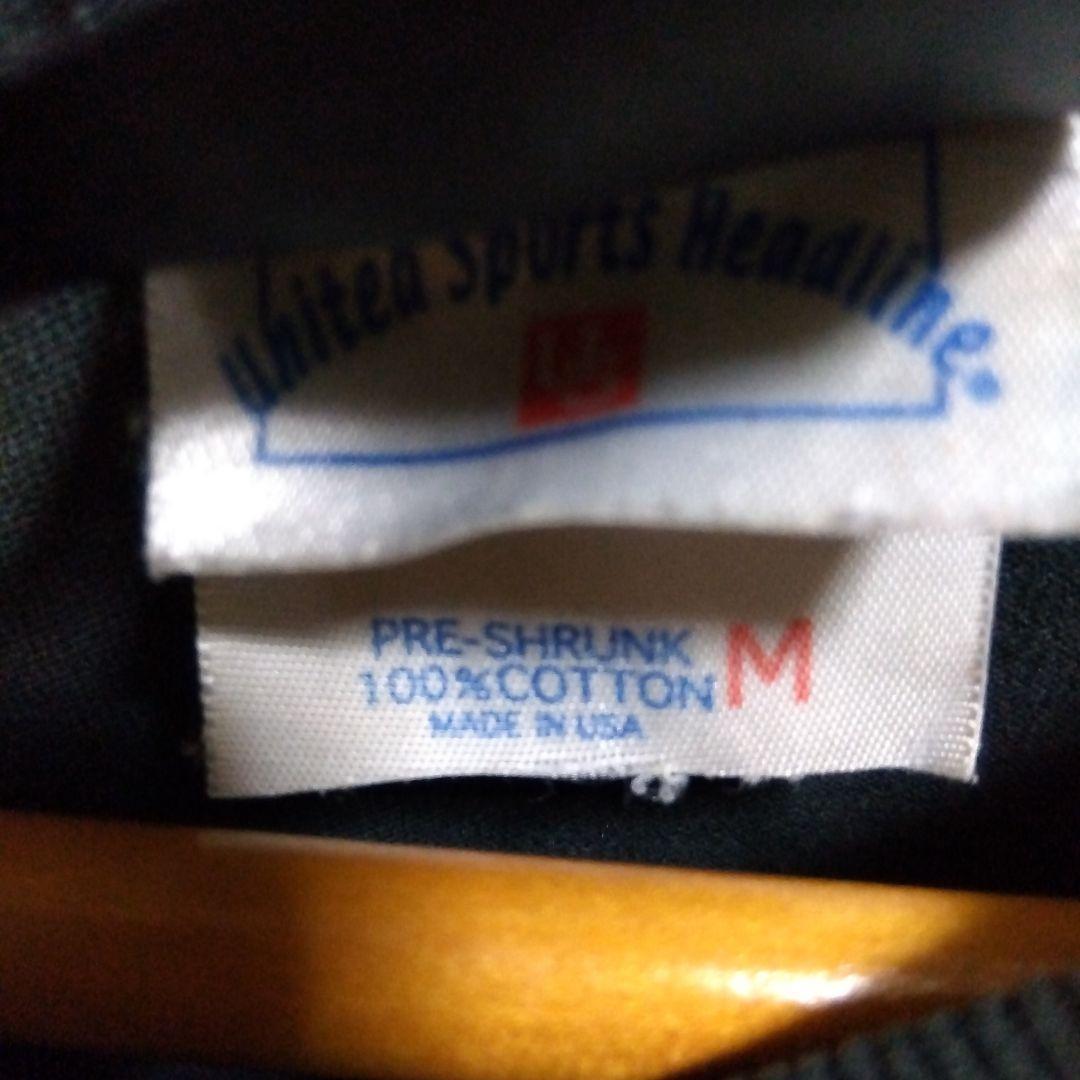 United Sports Headline
PRE-SHRUNK
100%COTTON
M
MADE IN USA